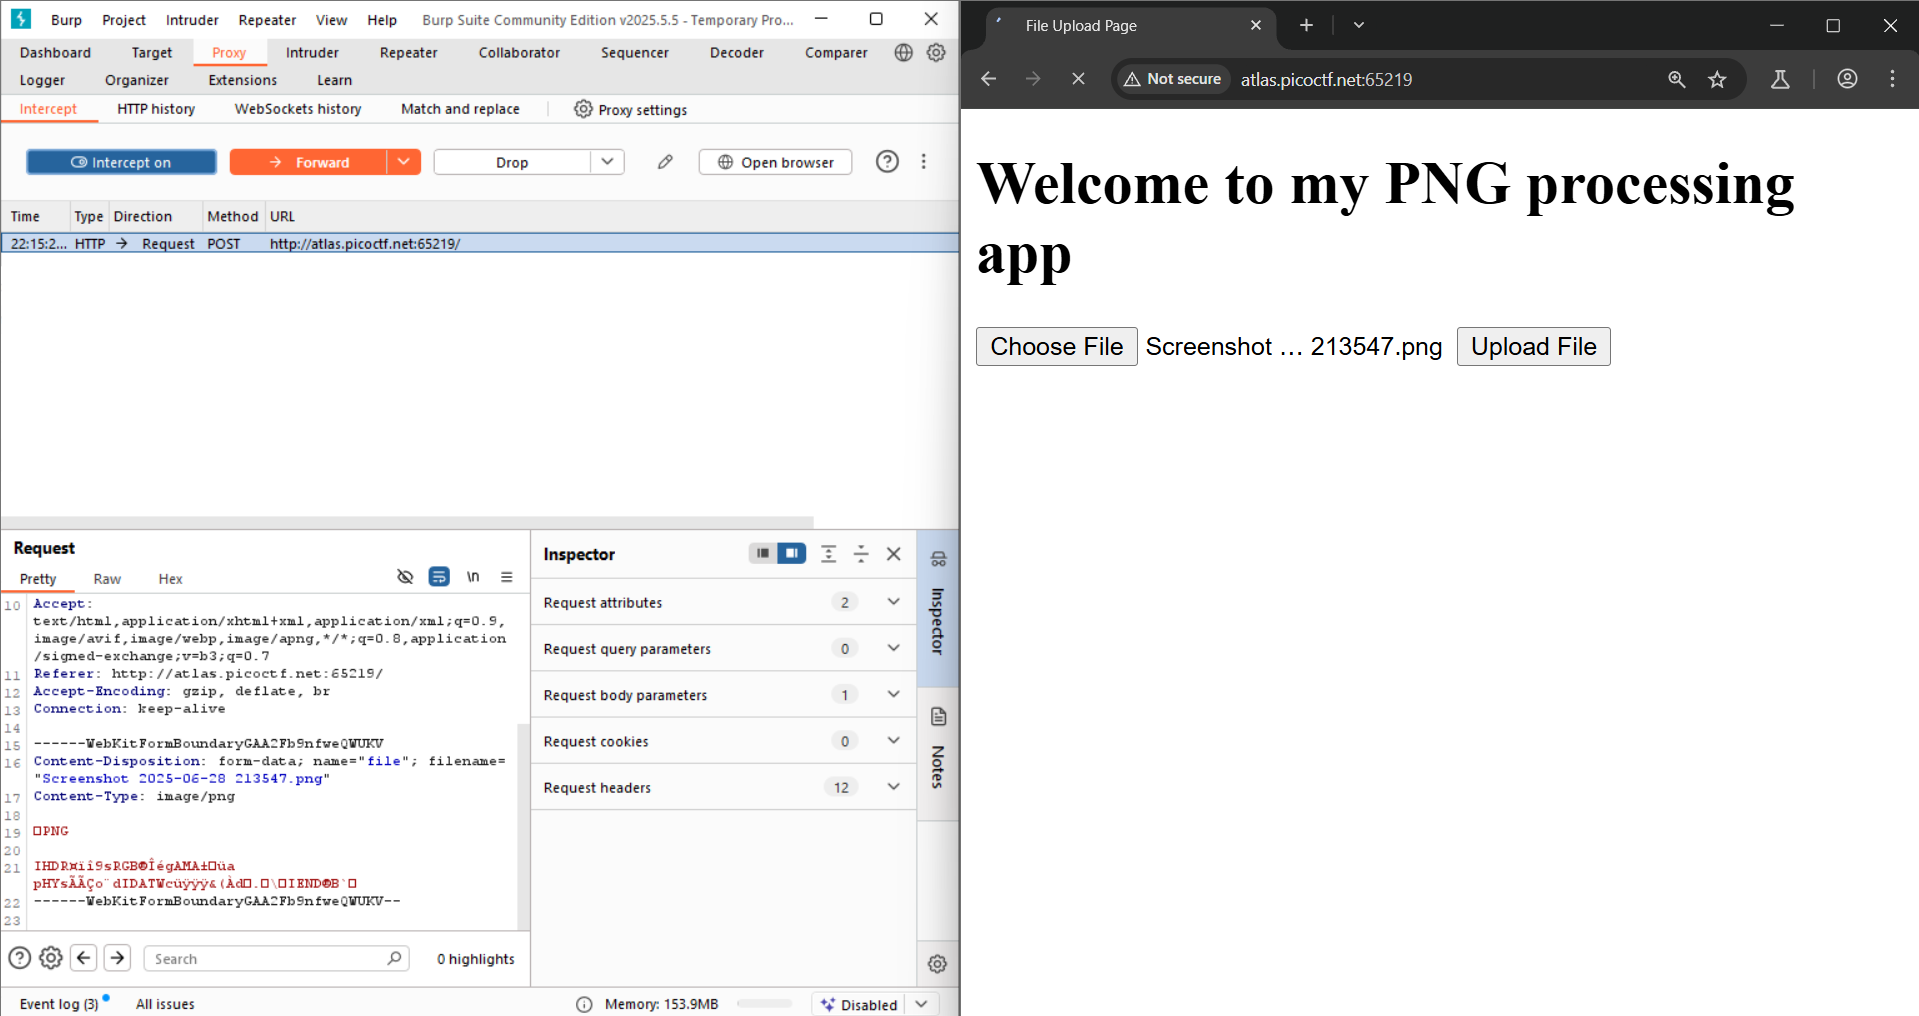 Burp Project Intruder Repeater View Help Burp Suite Community Edition v2025.5.5 - Temporary Pro...
Dashboard Target Proxy Intruder Repeater Collaborator Sequencer Decoder Comparer
Logger Organizer Extensions Learn
Intercept HTTP history WebSockets history Match and replace Proxy settings
Intercept on Forward Drop Open browser
Time Type Direction Method URL
22:15:2... HTTP → Request POST http://atlas.picoctf.net:65219/
Request
Pretty Raw Hex \n
10 Accept:
text/html,application/xhtml+xml,application/xml;q=0.9,
image/avif,image/webp,image/apng,*/*;q=0.8,application
/signed-exchange;v=b3;q=0.7
11 Referer: http://atlas.picoctf.net:65219/
12 Accept-Encoding: gzip, deflate, br
13 Connection: keep-alive
14
15 ------WebKitFormBoundaryGAA2Fb9nfweQWUKV
16 Content-Disposition: form-data; name="file"; filename=
"Screenshot 2025-06-28 213547.png"
17 Content-Type: image/png
18
19 □PNG
20
21 IHDR¤ïî9sRGB®ÎégAMA±□üa
pHYsÃÃÇo¨dIDATWcüÿÿÿ&(Àd□.□\□IEND®B`□
22 ------WebKitFormBoundaryGAA2Fb9nfweQWUKV--
23
Search 0 highlights
Inspector
Request attributes 2
Request query parameters 0
Request body parameters 1
Request cookies 0
Request headers 12
Inspector
Notes
Event log (3) All issues Memory: 153.9MB Disabled
File Upload Page
Not secure atlas.picoctf.net:65219
Welcome to my PNG processing
app
Choose File Screenshot … 213547.png Upload File